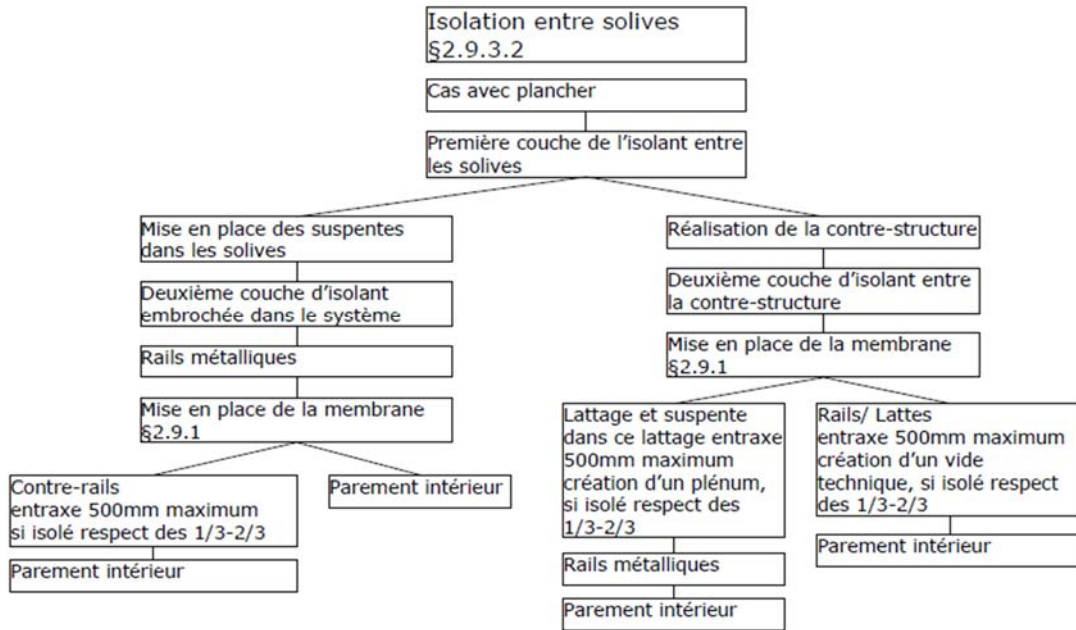 Isolation entre solives
§2.9.3.2
Cas avec plancher
Première couche de l'isolant entre
les solives
Mise en place des suspentes
dans les solives
Deuxième couche d'isolant
embrochée dans le système
Rails métalliques
Mise en place de la membrane
§2.9.1
Contre-rails
entraxe 500mm maximum
si isolé respect des 1/3-2/3
Parement intérieur
Parement intérieur
Réalisation de la contre-structure
Deuxième couche d'isolant entre
la contre-structure
Mise en place de la membrane
§2.9.1
Lattage et suspente
dans ce lattage entraxe
500mm maximum
création d'un plénum,
si isolé respect des
1/3-2/3
Rails métalliques
Parement intérieur
Rails/ Lattes
entraxe 500mm maximum
création d'un vide
technique, si isolé respect
des 1/3-2/3
Parement intérieur